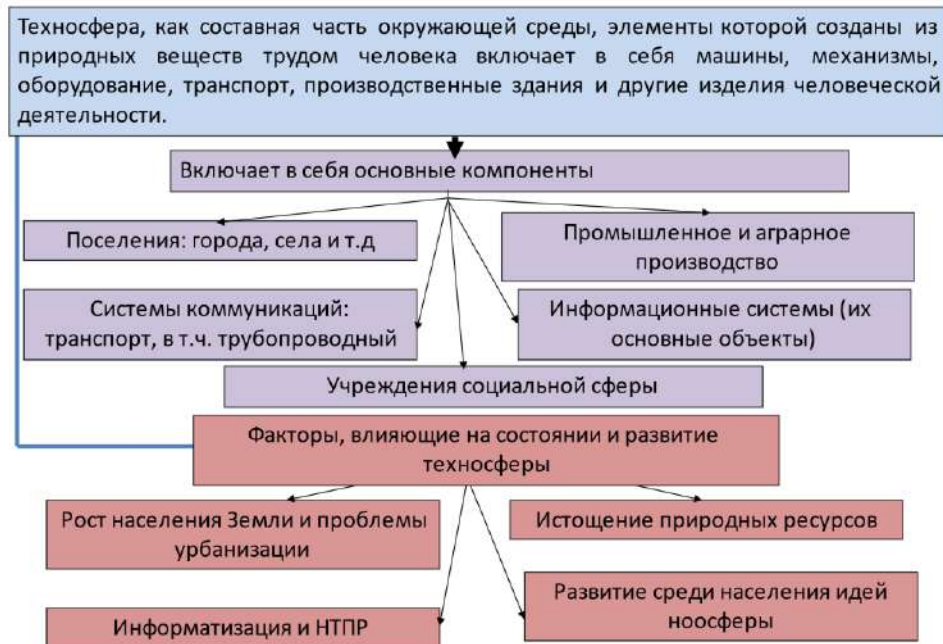 Техносфера, как составная часть окружающей среды, элементы которой созданы из
природных веществ трудом человека включает в себя машины, механизмы,
оборудование, транспорт, производственные здания и другие изделия человеческой
деятельности.
Включает в себя основные компоненты
Поселения: города, села и т.д
Промышленное и аграрное
производство
Системы коммуникаций:
транспорт, в т.ч. трубопроводный
Информационные системы (их
основные объекты)
Учреждения социальной сферы
Факторы, влияющие на состоянии и развитие
техносферы
Рост населения Земли и проблемы
урбанизации
Истощение природных ресурсов
Информатизация и НТПР
Развитие среди населения идей
ноосферы